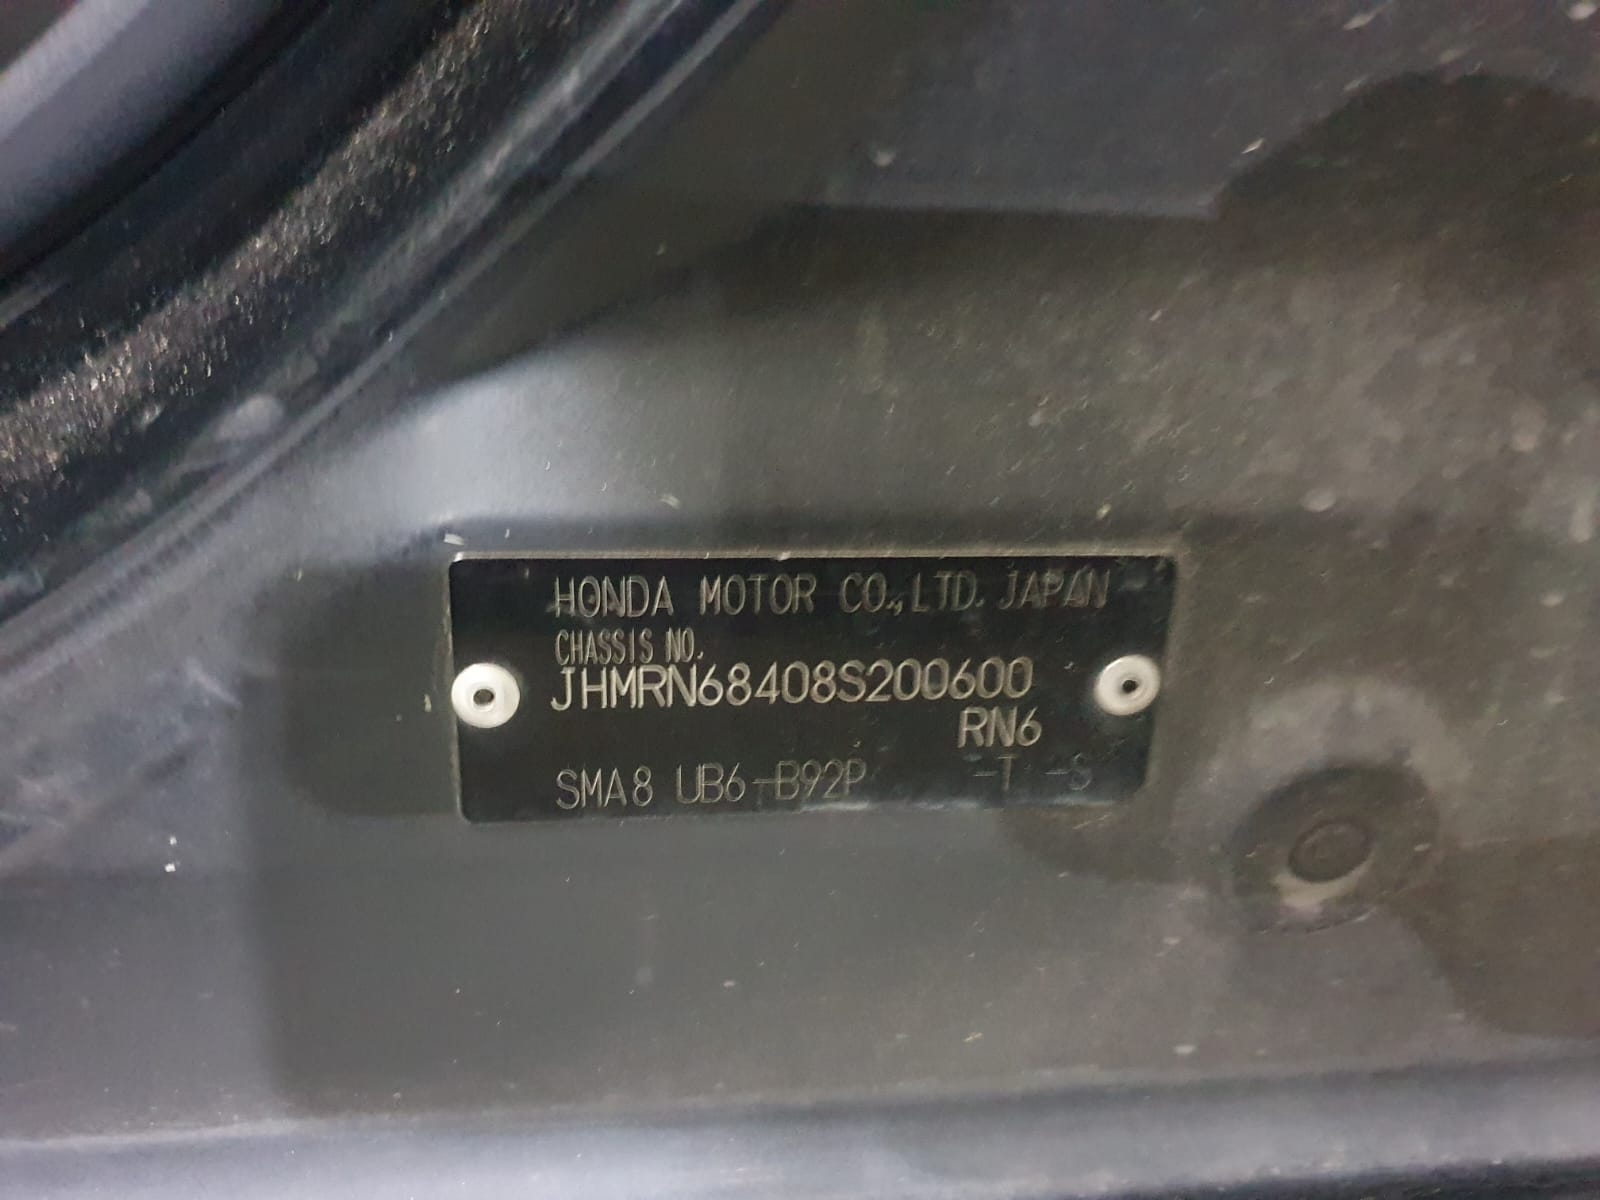 HONDA MOTOR CO.,LTD. JAPAN
CHASSIS NO.
JHMRN68408S200600
RN6
SMA8 UB6-B92P -T -S